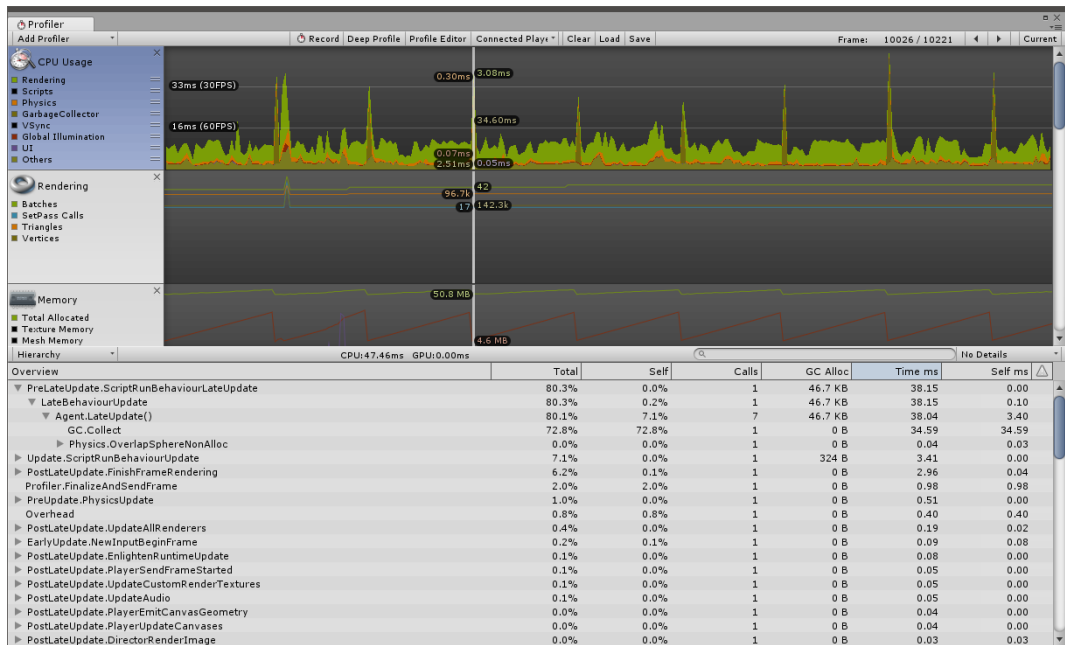 Profiler
Add Profiler Record Deep Profile Profile Editor Connected Playe Clear Load Save Frame: 10026 / 10221 Current
CPU Usage
Rendering
Scripts
Physics
GarbageCollector
VSync
Global Illumination
UI
Others
33ms (30FPS)
16ms (60FPS)
0.30ms 3.08ms
34.60ms
0.07ms
2.51ms 0.05ms
Rendering
Batches
SetPass Calls
Triangles
Vertices
96.7k 42
17 142.3k
Memory
Total Allocated
Texture Memory
Mesh Memory
50.8 MB
4.6 MB
Hierarchy CPU:47.46ms GPU:0.00ms No Details
Overview Total Self Calls GC Alloc Time ms Self ms
PreLateUpdate.ScriptRunBehaviourLateUpdate 80.3% 0.0% 1 46.7 KB 38.15 0.00
LateBehaviourUpdate 80.3% 0.2% 1 46.7 KB 38.15 0.10
Agent.LateUpdate() 80.1% 7.1% 7 46.7 KB 38.04 3.40
GC.Collect 72.8% 72.8% 1 0 B 34.59 34.59
Physics.OverlapSphereNonAlloc 0.0% 0.0% 1 0 B 0.04 0.03
Update.ScriptRunBehaviourUpdate 7.1% 0.0% 1 324 B 3.41 0.00
PostLateUpdate.FinishFrameRendering 6.2% 0.1% 1 0 B 2.96 0.04
Profiler.FinalizeAndSendFrame 2.0% 2.0% 1 0 B 0.98 0.98
PreUpdate.PhysicsUpdate 1.0% 0.0% 1 0 B 0.51 0.00
Overhead 0.8% 0.8% 1 0 B 0.40 0.40
PostLateUpdate.UpdateAllRenderers 0.4% 0.0% 1 0 B 0.19 0.02
EarlyUpdate.NewInputBeginFrame 0.2% 0.1% 1 0 B 0.09 0.08
PostLateUpdate.EnlightenRuntimeUpdate 0.1% 0.0% 1 0 B 0.08 0.00
PostLateUpdate.PlayerSendFrameStarted 0.1% 0.0% 1 0 B 0.05 0.00
PostLateUpdate.UpdateCustomRenderTextures 0.1% 0.0% 1 0 B 0.05 0.00
PostLateUpdate.UpdateAudio 0.1% 0.0% 1 0 B 0.05 0.00
PostLateUpdate.PlayerEmitCanvasGeometry 0.0% 0.0% 1 0 B 0.04 0.00
PostLateUpdate.PlayerUpdateCanvases 0.0% 0.0% 1 0 B 0.04 0.00
PostLateUpdate.DirectorRenderImage 0.0% 0.0% 1 0 B 0.03 0.03